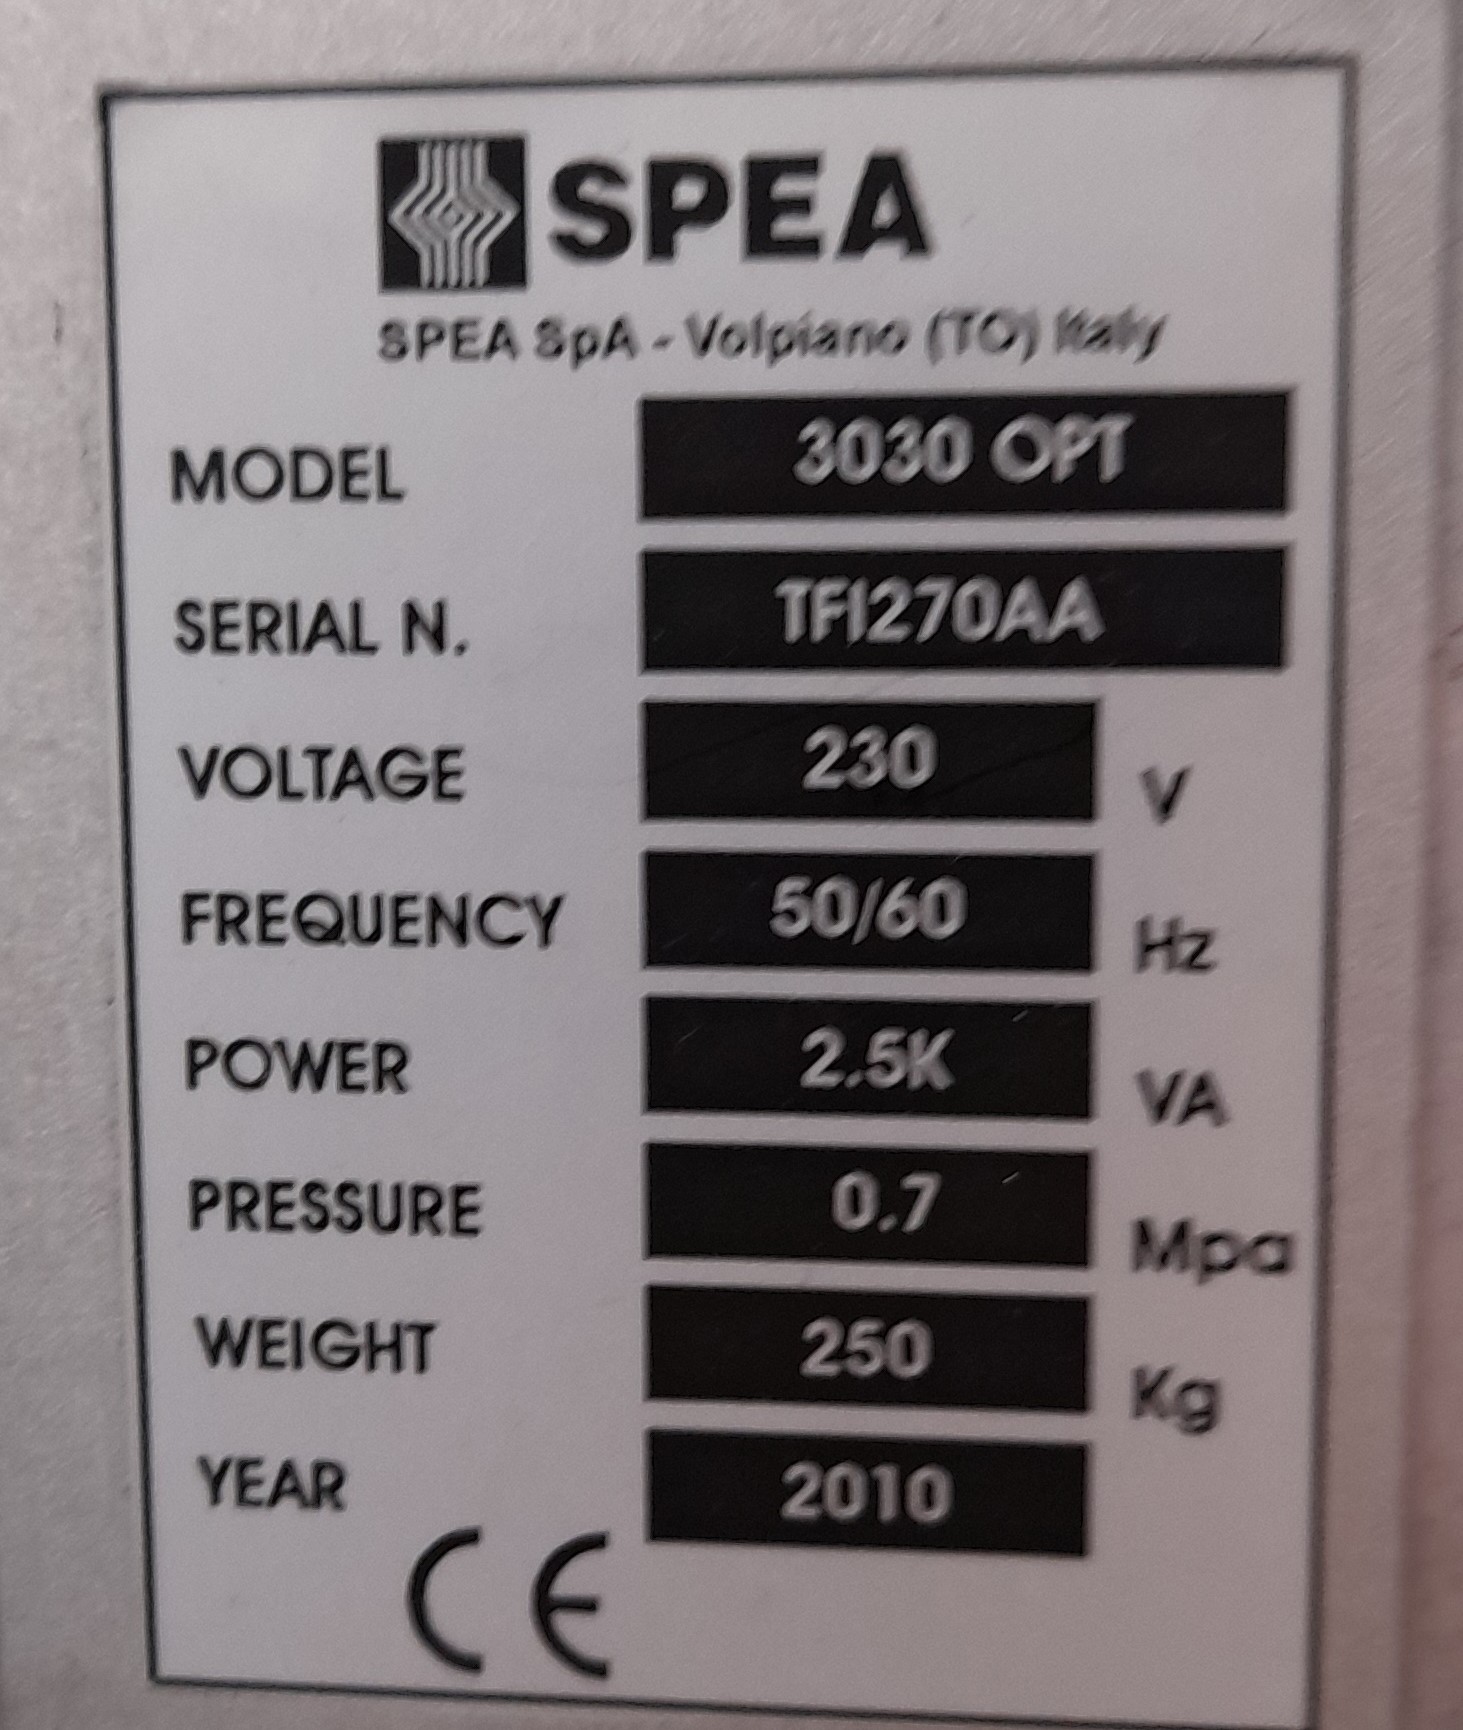 SPEA
SPEA SpA - Volpiano (TO) Italy
MODEL 3030 OPT
SERIAL N. TFI270AA
VOLTAGE 230 V
FREQUENCY 50/60 Hz
POWER 2.5K VA
PRESSURE 0.7 Mpa
WEIGHT 250 Kg
YEAR 2010
CE